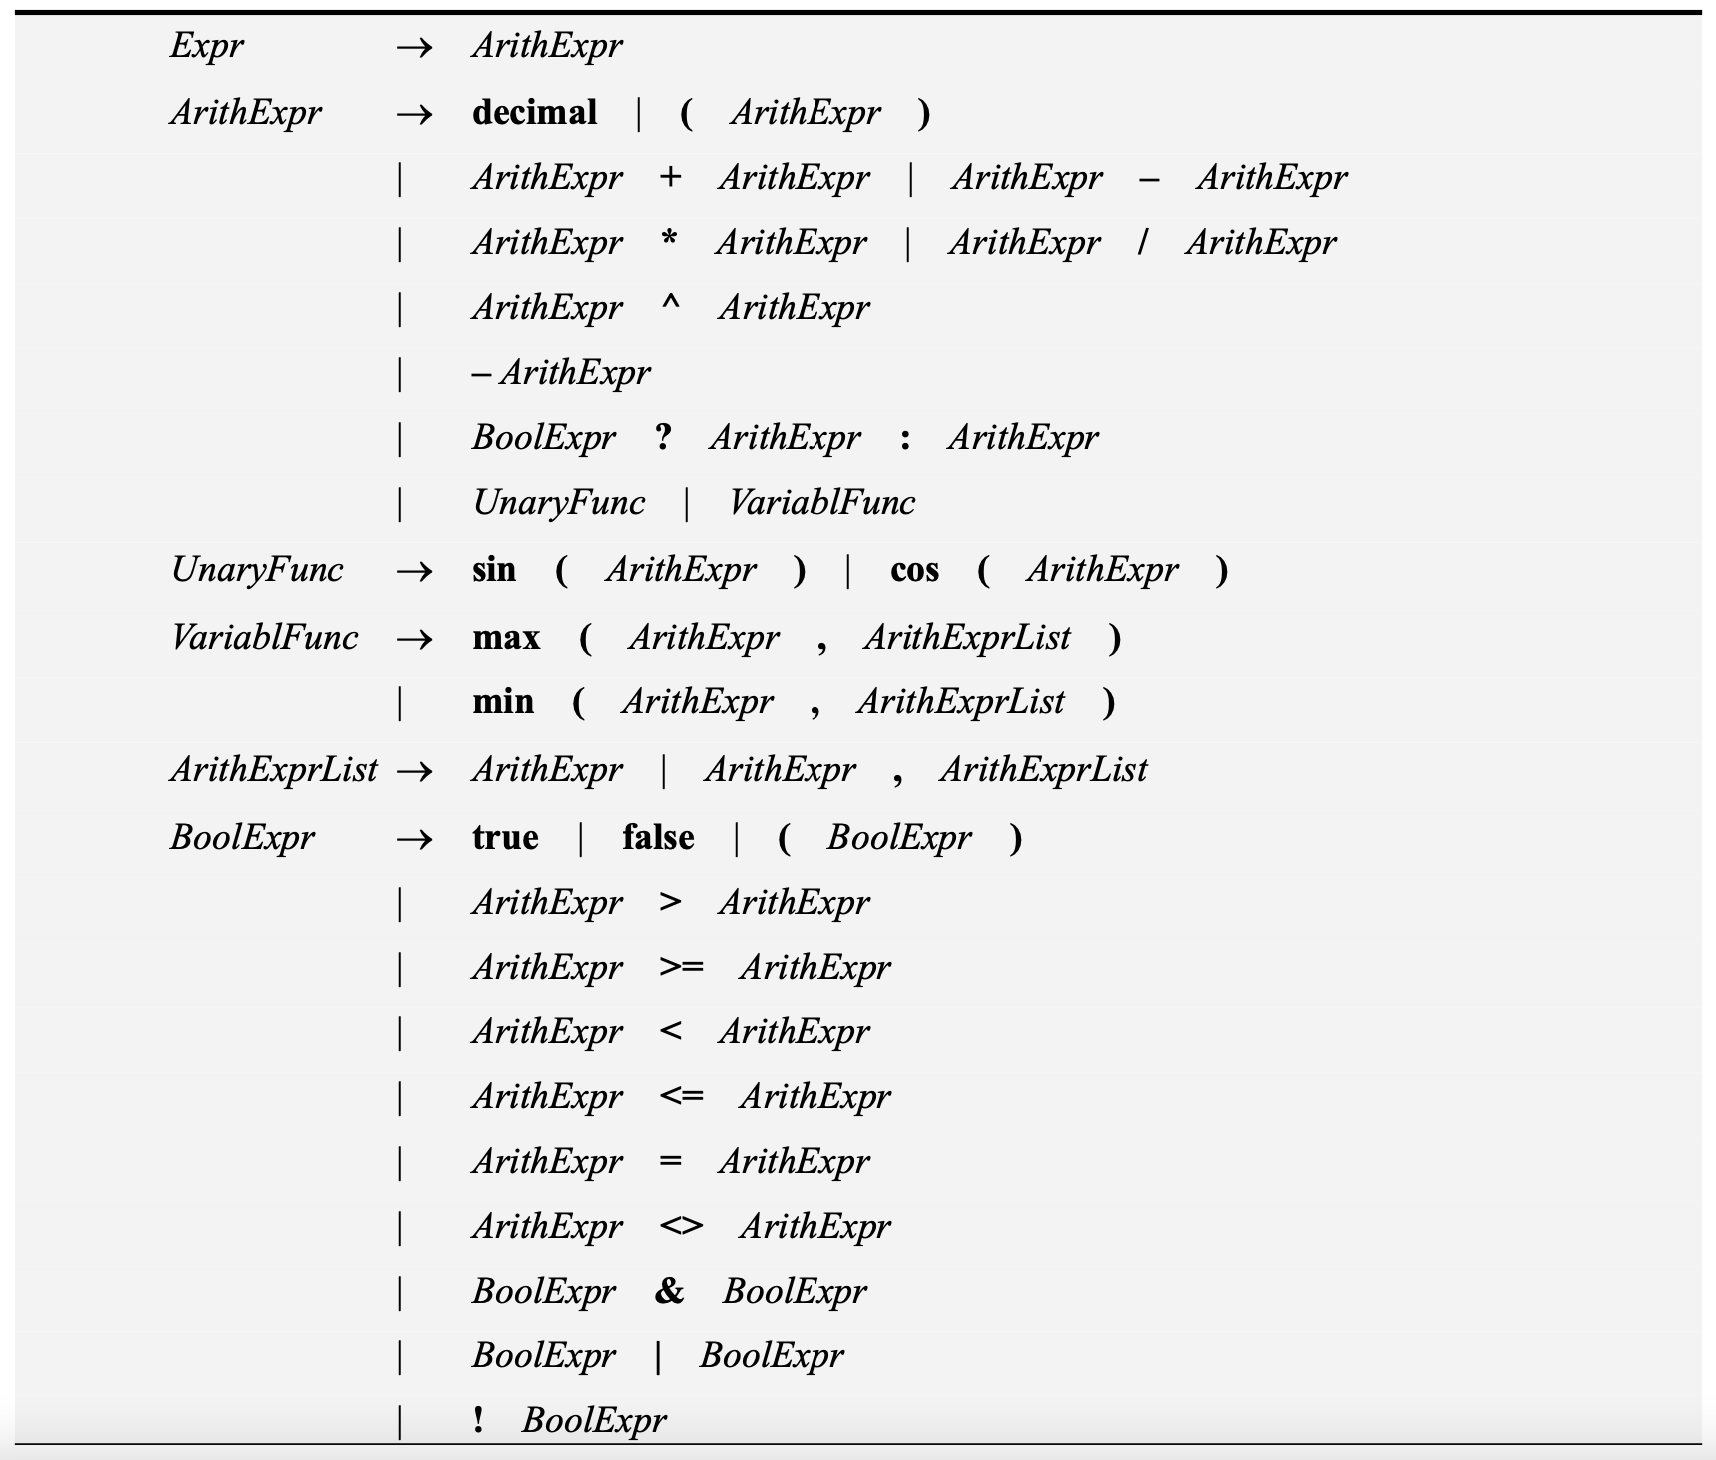 Expr → ArithExpr
ArithExpr → decimal | ( ArithExpr )
| ArithExpr + ArithExpr | ArithExpr – ArithExpr
| ArithExpr * ArithExpr | ArithExpr / ArithExpr
| ArithExpr ^ ArithExpr
| – ArithExpr
| BoolExpr ? ArithExpr : ArithExpr
| UnaryFunc | VariablFunc
UnaryFunc → sin ( ArithExpr ) | cos ( ArithExpr )
VariablFunc → max ( ArithExpr , ArithExprList )
| min ( ArithExpr , ArithExprList )
ArithExprList → ArithExpr | ArithExpr , ArithExprList
BoolExpr → true | false | ( BoolExpr )
| ArithExpr > ArithExpr
| ArithExpr >= ArithExpr
| ArithExpr < ArithExpr
| ArithExpr <= ArithExpr
| ArithExpr = ArithExpr
| ArithExpr <> ArithExpr
| BoolExpr & BoolExpr
| BoolExpr | BoolExpr
| ! BoolExpr